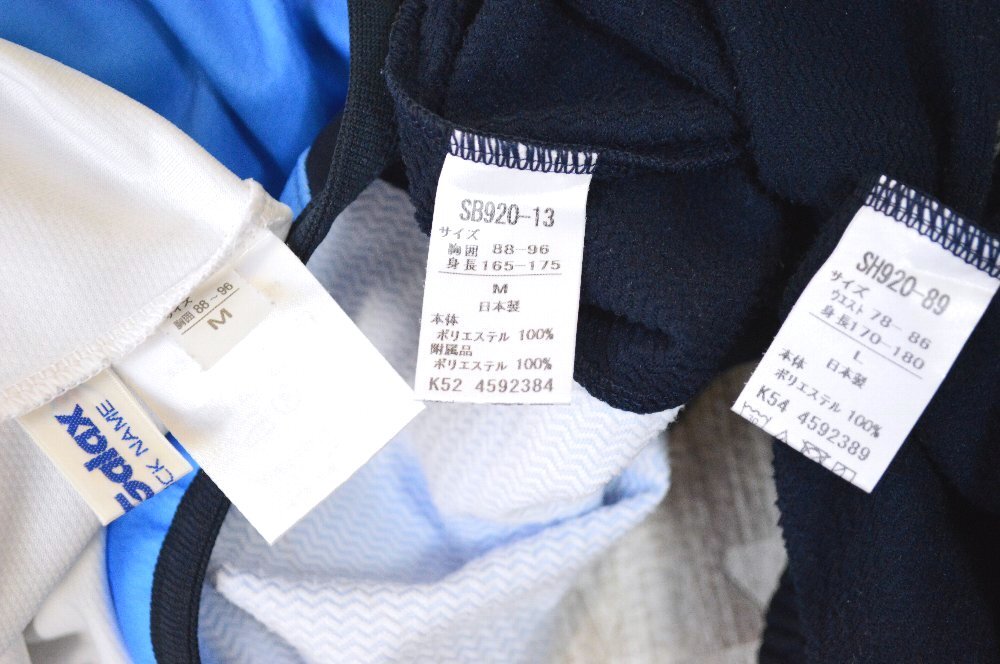 サイズ
胸囲 88~96
M
Galax
CK NAME
SB920-13
サイズ
胸囲 88-96
身長165-175
M
日本製
本体
ポリエステル 100%
附属品
ポリエステル 100%
K52 4592384
SH920-89
サイズ
ウエスト 78-86
身長170-180
L
本体 日本製
ポリエステル 100%
K54 4592389